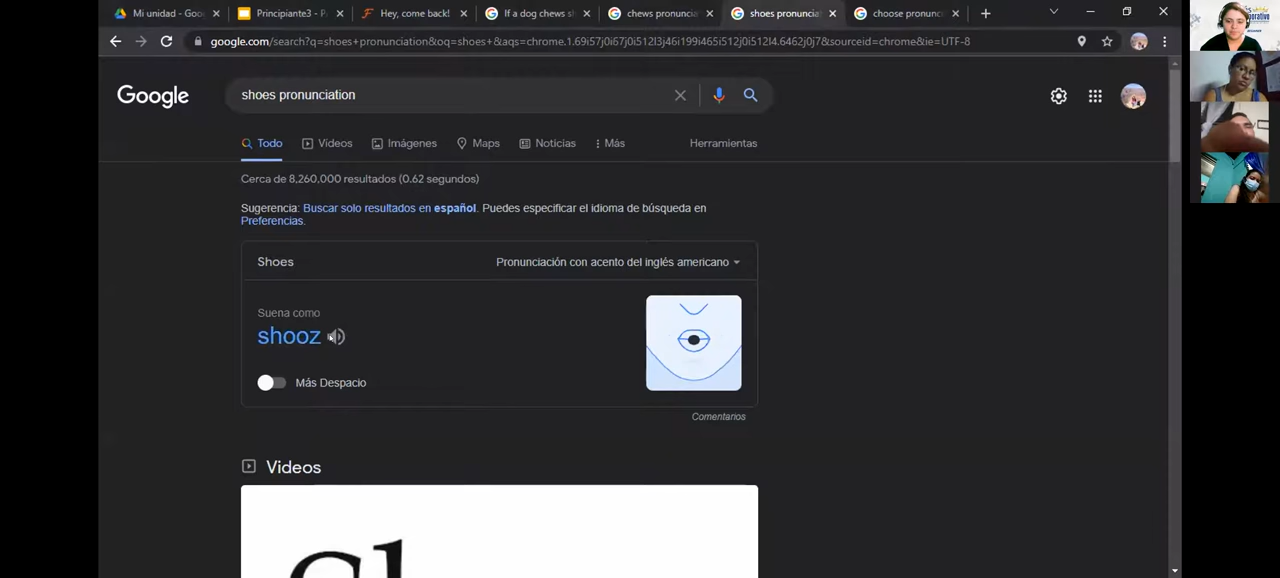 Mi unidad - Goo
Principiante3 - P
Hey, come back!
If a dog chews sh
chews pronuncia
shoes pronuncia
choose pronunc
google.com/search?q=shoes+pronunciation&oq=shoes+&aqs=chrome.1.69i57j0i67j0i512l3j46i199i465i512j0i512l4.6462j0j7&sourceid=chrome&ie=UTF-8
Google
shoes pronunciation
Todo
Videos
Imágenes
Maps
Noticias
Más
Herramientas
Cerca de 8,260,000 resultados (0.62 segundos)
Sugerencia: Buscar solo resultados en español. Puedes especificar el idioma de búsqueda en
Preferencias.
Shoes
Pronunciación con acento del inglés americano
Suena como
shooz
Más Despacio
Comentarios
Videos